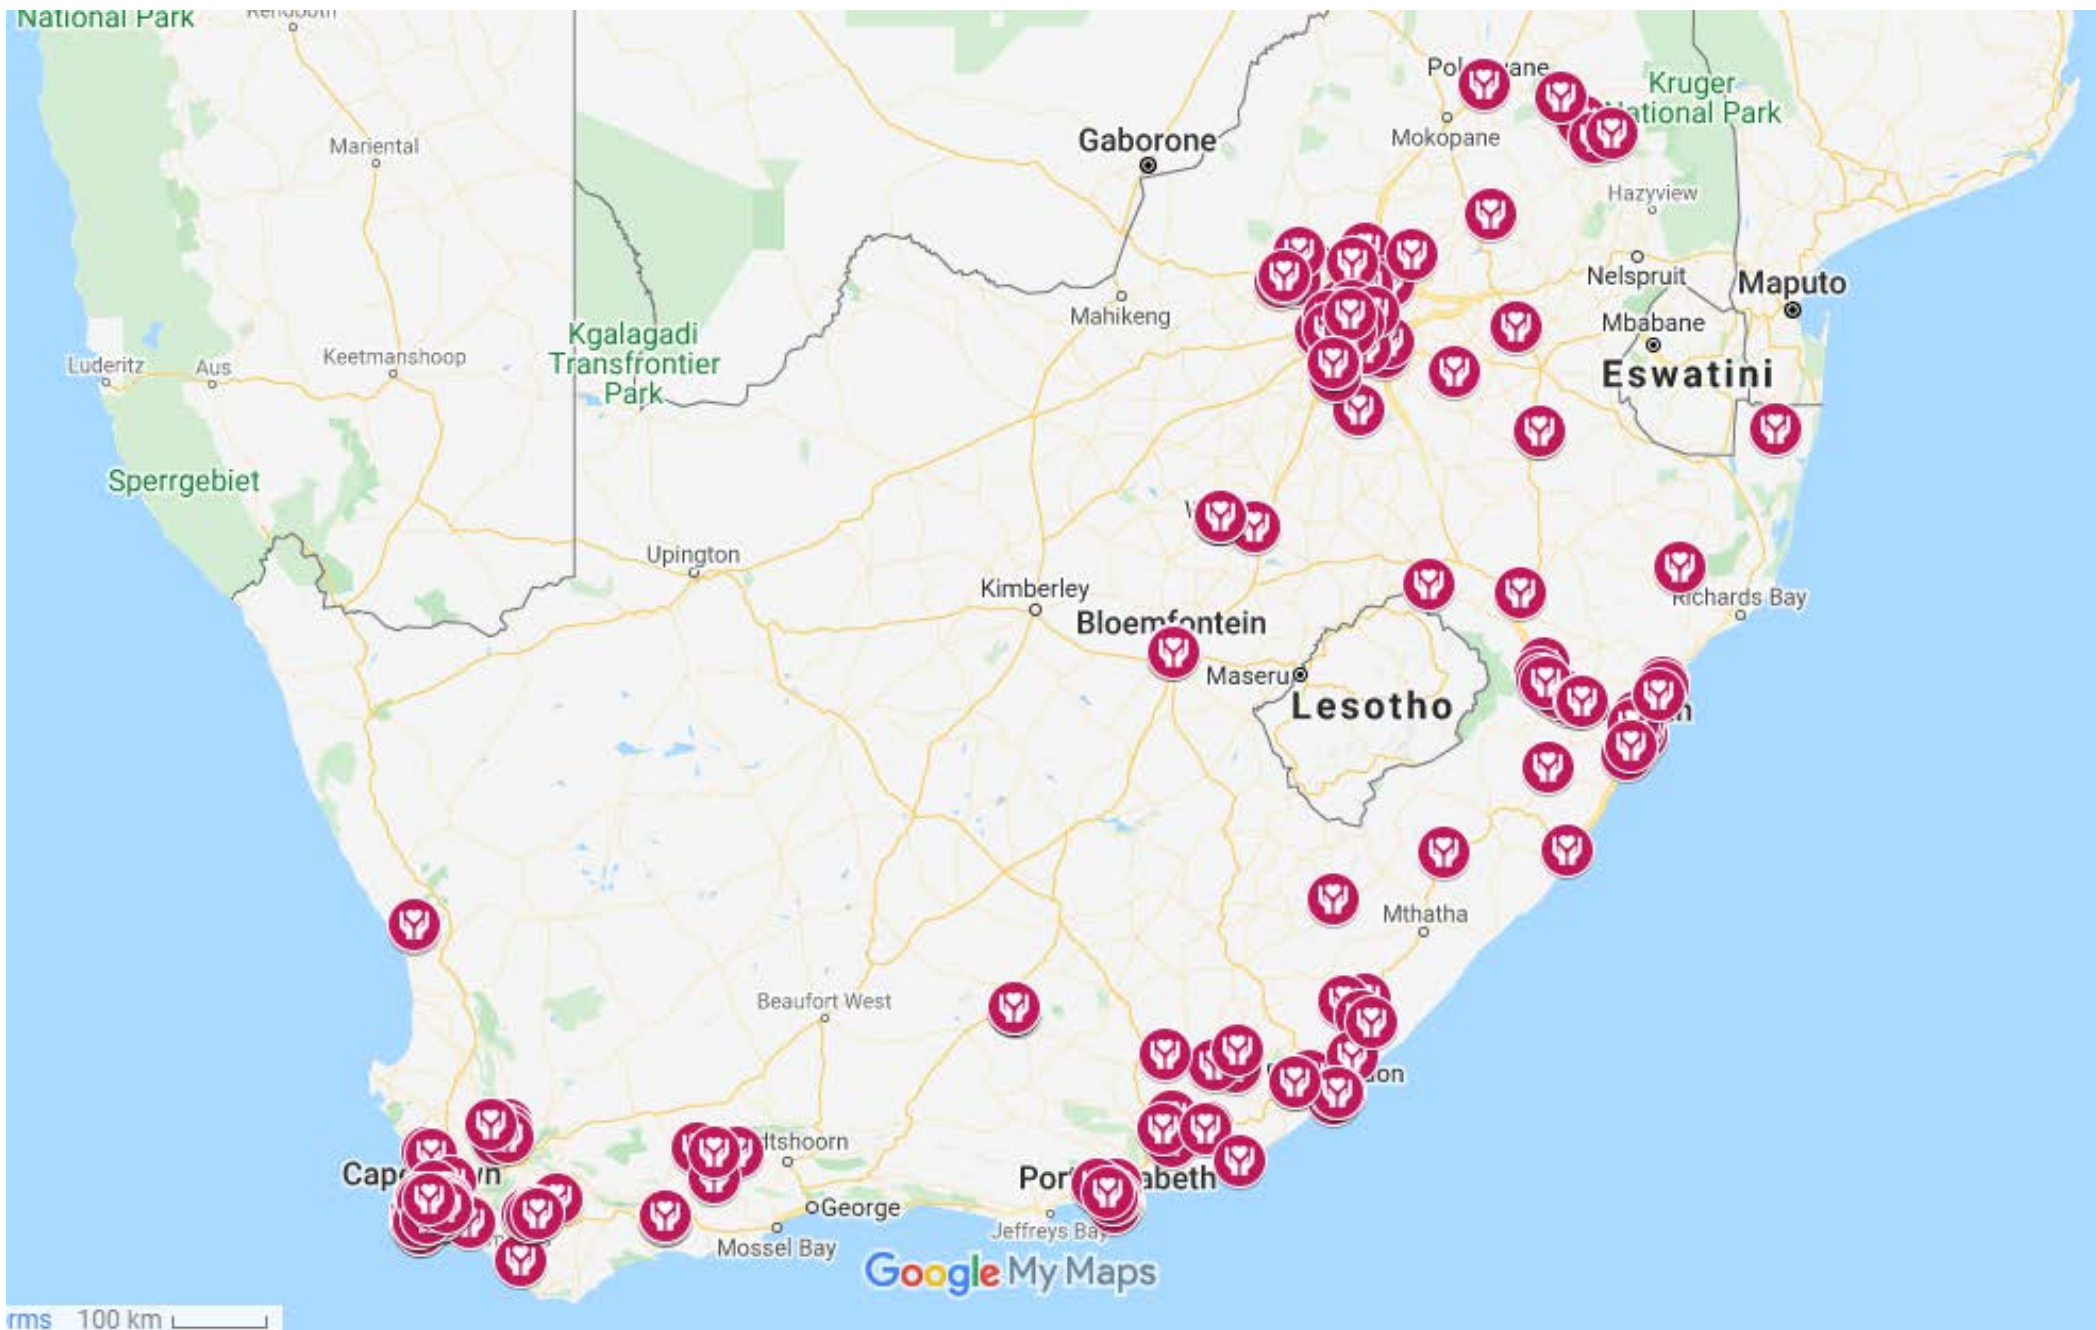 National Park
Rehoboth
Kruger
National Park
Mokopane
Gaborone
Mariental
Hazyview
Nelspruit
Maputo
Mahikeng
Mbabane
Kgalagadi
Transfrontier
Park
Keetmanshoop
Luderitz
Aus
Eswatini
Sperrgebiet
Upington
Kimberley
Richards Bay
Bloemfontein
Maseru
Lesotho
Mthatha
Beaufort West
George
Mossel Bay
Jeffreys Bay
Google My Maps
rms 100 km